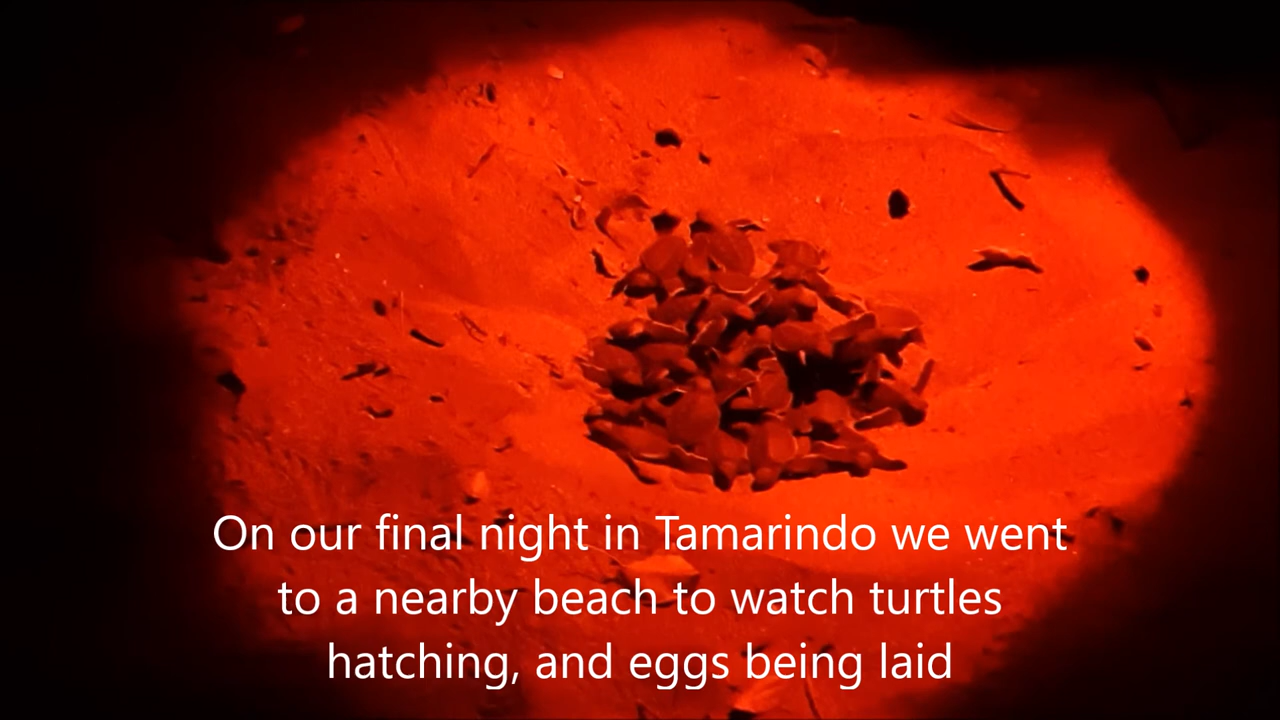 On our final night in Tamarindo we went
to a nearby beach to watch turtles
hatching, and eggs being laid